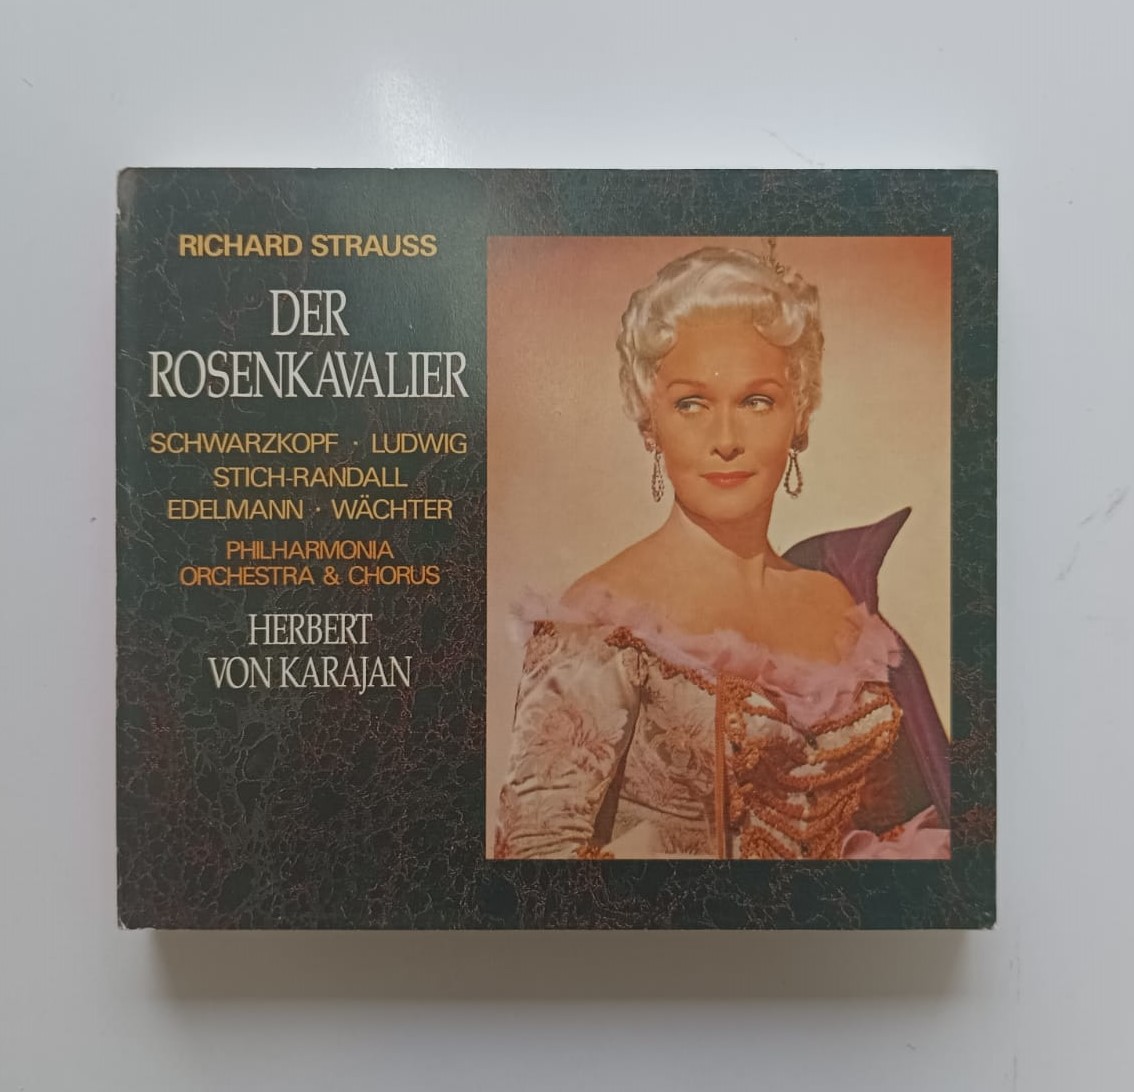 RICHARD STRAUSS
DER
ROSENKAVALIER
SCHWARZKOPF · LUDWIG
STICH-RANDALL
EDELMANN · WÄCHTER
PHILHARMONIA
ORCHESTRA & CHORUS
HERBERT
VON KARAJAN